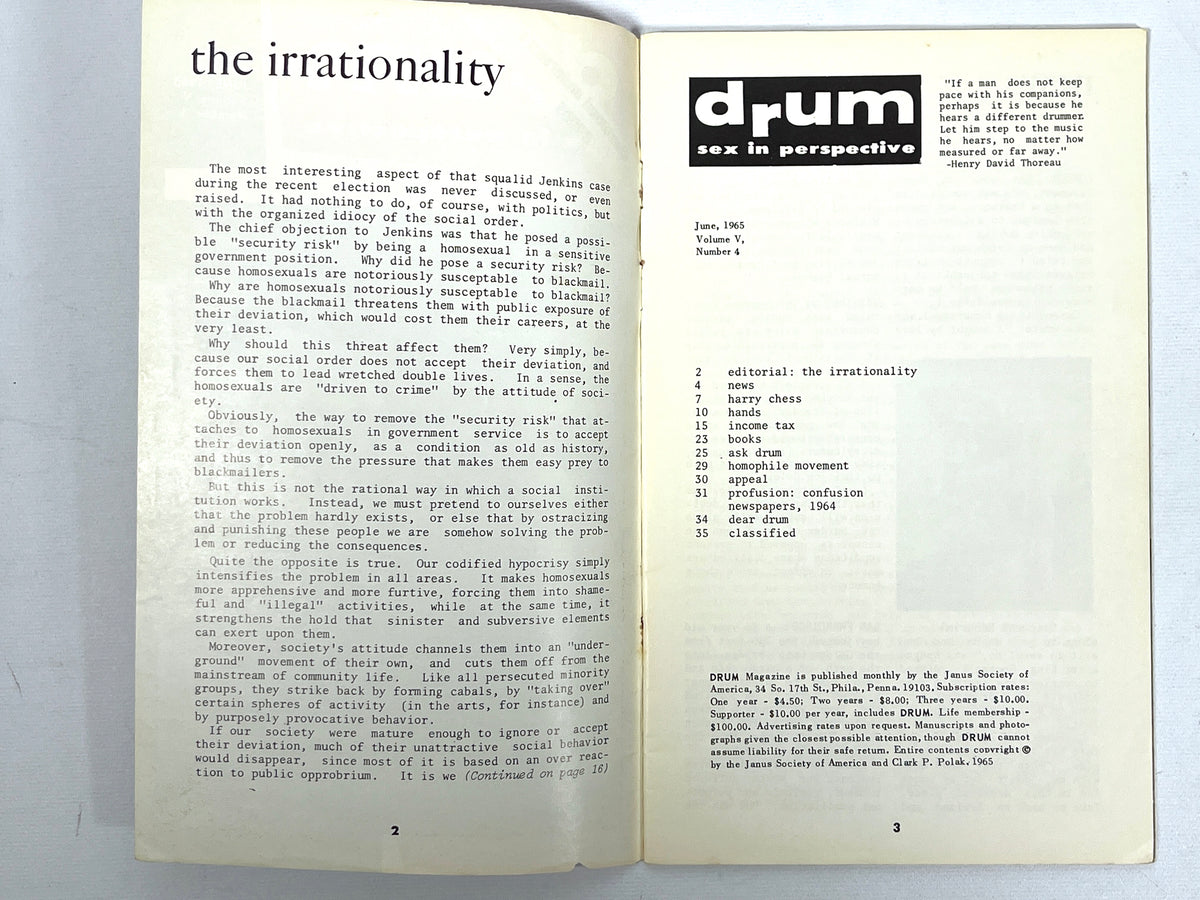 the irrationality
The most interesting aspect of that squalid Jenkins case
during the recent election was never discussed, or even
raised. It had nothing to do, of course, with politics, but
with the organized idiocy of the social order.
The chief objection to Jenkins was that he posed a possi-
ble "security risk" by being a homosexual in a sensitive
government position. Why did he pose a security risk? Be-
cause homosexuals are notoriously susceptable to blackmail.
Why are homosexuals notoriously susceptable to blackmail?
Because the blackmail threatens them with public exposure of
their deviation, which would cost them their careers, at the
very least.
Why should this threat affect them? Very simply, be-
cause our social order does not accept their deviation, and
forces them to lead wretched double lives. In a sense, the
homosexuals are "driven to crime" by the attitude of soci-
ety.
Obviously, the way to remove the "security risk" that at-
taches to homosexuals in government service is to accept
their deviation openly, as a condition as old as history,
and thus to remove the pressure that makes them easy prey to
blackmailers.
But this is not the rational way in which a social insti-
tution works. Instead, we must pretend to ourselves either
that the problem hardly exists, or else that by ostracizing
and punishing these people we are somehow solving the prob-
lem or reducing the consequences.
Quite the opposite is true. Our codified hypocrisy simply
intensifies the problem in all areas. It makes homosexuals
more apprehensive and more furtive, forcing them into shame-
ful and "illegal" activities, while at the same time, it
strengthens the hold that sinister and subversive elements
can exert upon them.
Moreover, society's attitude channels them into an "under-
ground" movement of their own, and cuts them off from the
mainstream of community life. Like all persecuted minority
groups, they strike back by forming cabals, by "taking over"
certain spheres of activity (in the arts, for instance) and
by purposely provocative behavior.
If our society were mature enough to ignore or accept
their deviation, much of their unattractive social behavior
would disappear, since most of it is based on an over reac-
tion to public opprobrium. It is we (Continued on page 16)
2
drum
sex in perspective
"If a man does not keep
pace with his companions,
perhaps it is because he
hears a different drummer.
Let him step to the music
he hears, no matter how
measured or far away."
-Henry David Thoreau
June, 1965
Volume V,
Number 4
2 editorial: the irrationality
4 news
7 harry chess
10 hands
15 income tax
23 books
25 ask drum
29 homophile movement
30 appeal
31 profusion: confusion
newspapers, 1964
34 dear drum
35 classified
DRUM Magazine is published monthly by the Janus Society of
America, 34 So. 17th St., Phila., Penna. 19103. Subscription rates:
One year - $4.50; Two years - $8.00; Three years - $10.00.
Supporter - $10.00 per year, includes DRUM. Life membership -
$100.00. Advertising rates upon request. Manuscripts and photo-
graphs given the closest possible attention, though DRUM cannot
assume liability for their safe return. Entire contents copyright ©
by the Janus Society of America and Clark P. Polak, 1965
3